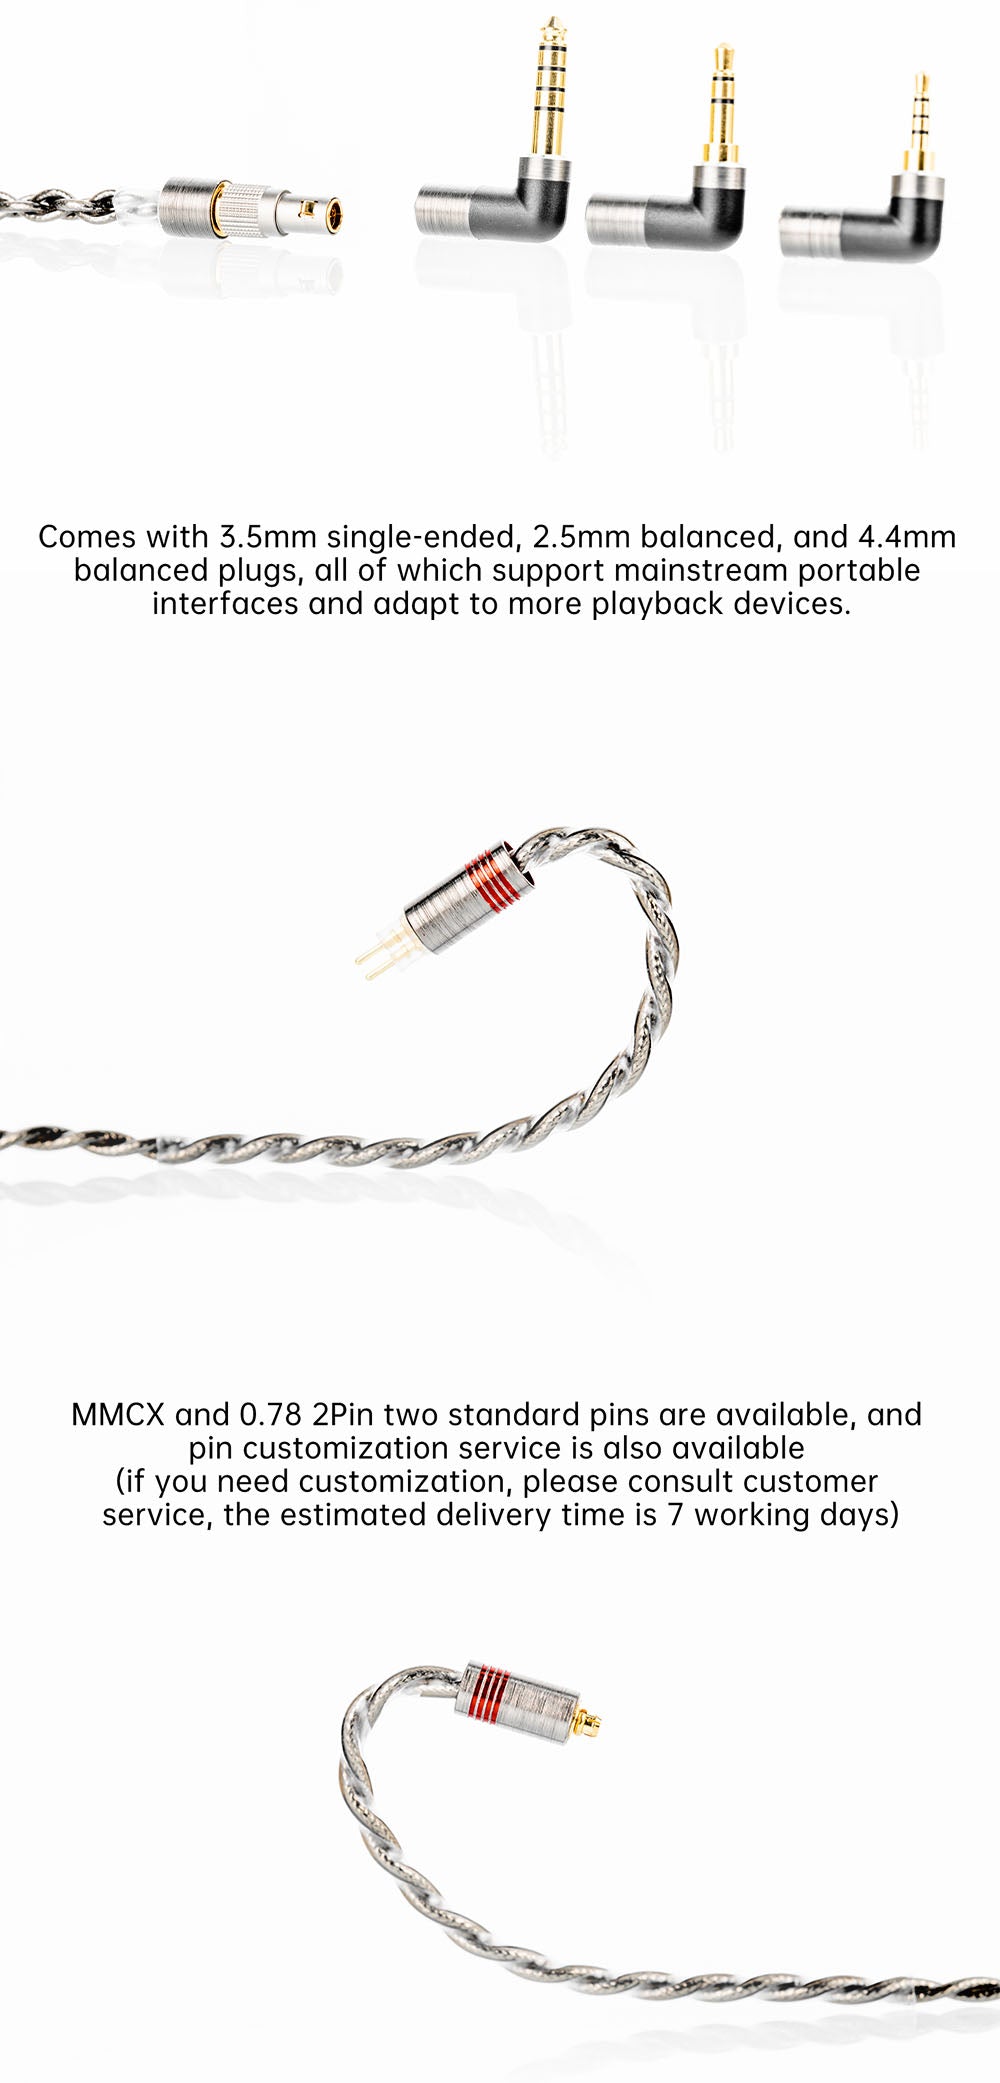 Comes with 3.5mm single-ended, 2.5mm balanced, and 4.4mm
balanced plugs, all of which support mainstream portable
interfaces and adapt to more playback devices.
MMCX and 0.78 2Pin two standard pins are available, and
pin customization service is also available
(if you need customization, please consult customer
service, the estimated delivery time is 7 working days)